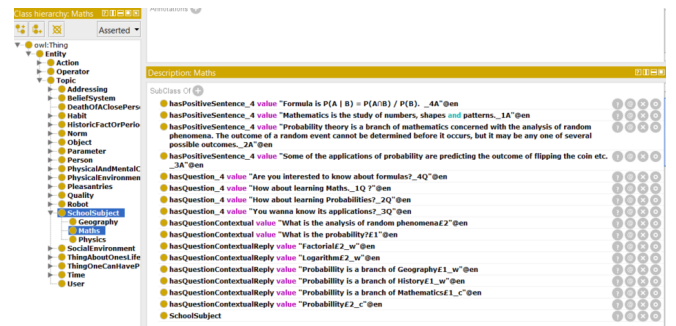 Class hierarchy: Maths
Asserted
owl:Thing
Entity
Action
Operator
Topic
Addressing
BeliefSystem
DeathOfAClosePers
Habit
HistoricFactOrPerio
Norm
Object
Parameter
Person
PhysicalAndMentalC
PhysicalEnvironmen
Pleasantries
Quality
Robot
SchoolSubject
Geography
Maths
Physics
SocialEnvironment
ThingAboutOnesLife
ThingOneCanHaveP
Time
User
Annotations
Description: Maths
SubClass Of
hasPositiveSentence_4 value "Formula is P(A | B) = P(A∩B) / P(B). _4A"@en
hasPositiveSentence_4 value "Mathematics is the study of numbers, shapes and patterns._1A"@en
hasPositiveSentence_4 value "Probability theory is a branch of mathematics concerned with the analysis of random
phenomena. The outcome of a random event cannot be determined before it occurs, but it may be any one of several
possible outcomes._2A"@en
hasPositiveSentence_4 value "Some of the applications of probability are predicting the outcome of flipping the coin etc.
_3A"@en
hasQuestion_4 value "Are you interested to know about formulas?_4Q"@en
hasQuestion_4 value "How about learning Maths._1Q ?"@en
hasQuestion_4 value "How about learning Probabilities?_2Q"@en
hasQuestion_4 value "You wanna know its applications?_3Q"@en
hasQuestionContextual value "What is the analysis of random phenomena£2"@en
hasQuestionContextual value "What is the probability?£1"@en
hasQuestionContextualReply value "Factorial£2_w"@en
hasQuestionContextualReply value "Logarithm£2_w"@en
hasQuestionContextualReply value "Probabillity is a branch of Geography£1_w"@en
hasQuestionContextualReply value "Probabillity is a branch of History£1_w"@en
hasQuestionContextualReply value "Probabillity is a branch of Mathematics£1_c"@en
hasQuestionContextualReply value "Probabillity£2_c"@en
SchoolSubject